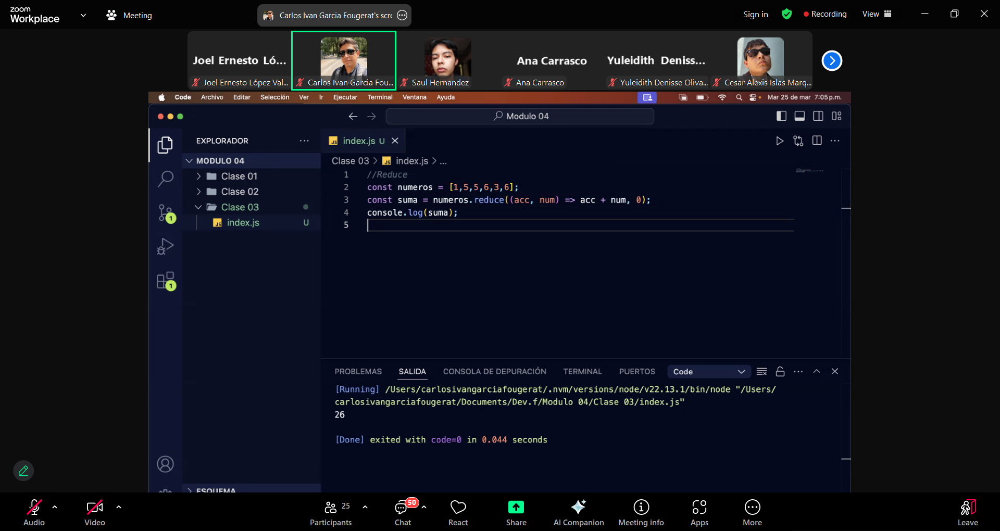 zoom
Workplace
Meeting
Carlos Ivan Garcia Fougerat's scre
Sign in
Recording
View
Joel Ernesto Ló...
Ana Carrasco
Yuleidith Deniss...
Joel Ernesto López Val...
Carlos Ivan Garcia Fou...
Saul Hernandez
Ana Carrasco
Yuleidith Denisse Oliva...
Cesar Alexis Islas Marq...
Code Archivo Editar Selección Ver Ir Ejecutar Terminal Ventana Ayuda
Mar 25 de mar 7:05 p.m.
Modulo 04
EXPLORADOR
index.js U
MODULO 04
Clase 03 > JS index.js > ...
Clase 01
Clase 02
Clase 03
JS index.js U
1
1
1 //Reduce
2 const numeros = [1,5,5,6,3,6];
3 const suma = numeros.reduce((acc, num) => acc + num, 0);
4 console.log(suma);
5
PROBLEMAS SALIDA CONSOLA DE DEPURACIÓN TERMINAL PUERTOS
Code
[Running] /Users/carlosivangarciafougerat/.nvm/versions/node/v22.13.1/bin/node "/Users/
carlosivangarciafougerat/Documents/Dev.f/Modulo 04/Clase 03/index.js"
26
[Done] exited with code=0 in 0.044 seconds
ESQUEMA
Audio
Video
25
Participants
50
Chat
React
Share
AI Companion
Meeting info
Apps
More
Leave